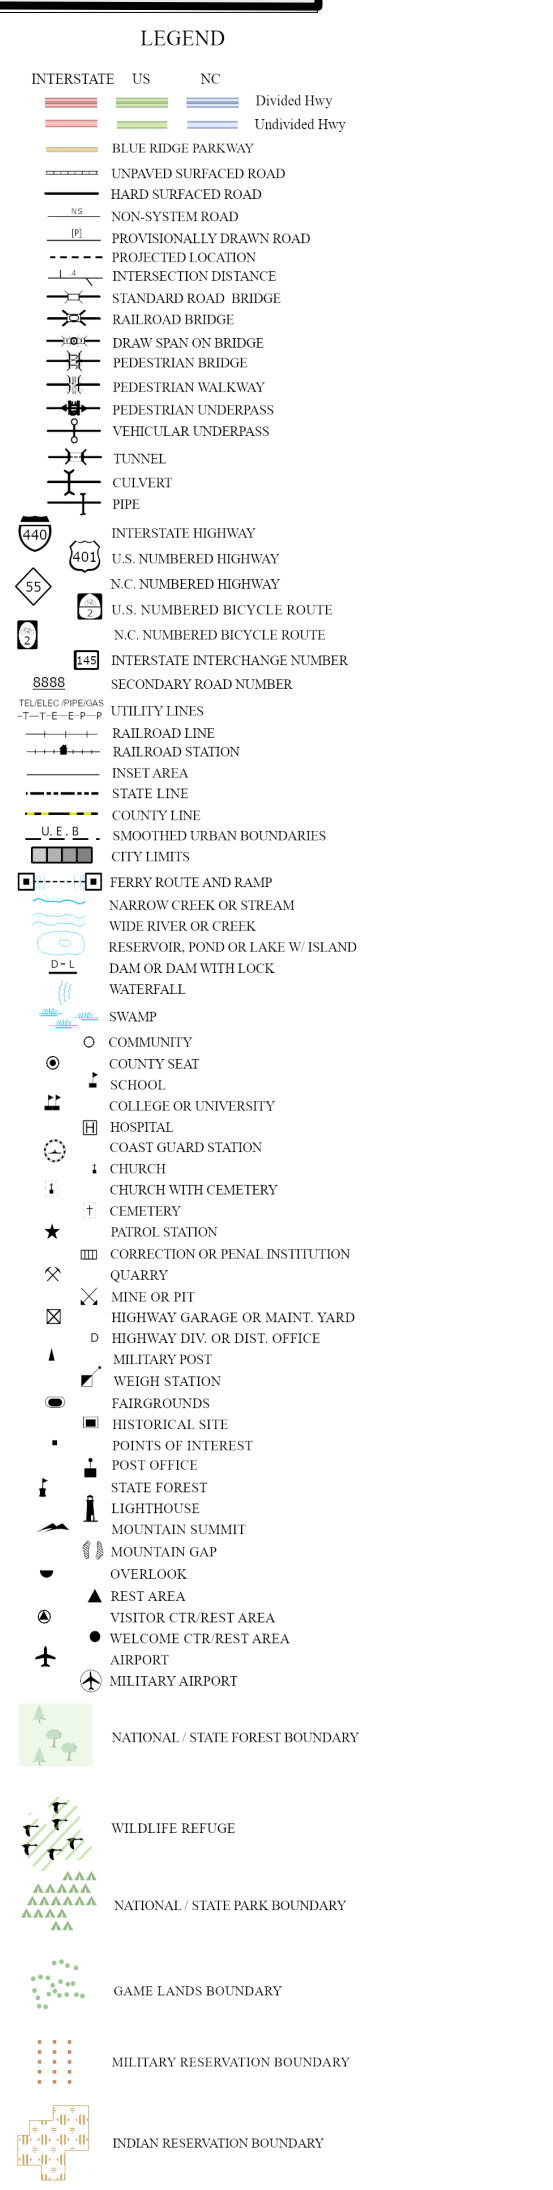 LEGEND
INTERSTATE US NC
Divided Hwy
Undivided Hwy
BLUE RIDGE PARKWAY
UNPAVED SURFACED ROAD
HARD SURFACED ROAD
NS NON-SYSTEM ROAD
[P] PROVISIONALLY DRAWN ROAD
PROJECTED LOCATION
.4 INTERSECTION DISTANCE
STANDARD ROAD BRIDGE
RAILROAD BRIDGE
DRAW SPAN ON BRIDGE
PEDESTRIAN BRIDGE
PEDESTRIAN WALKWAY
PEDESTRIAN UNDERPASS
VEHICULAR UNDERPASS
TUNNEL
CULVERT
PIPE
440 INTERSTATE HIGHWAY
401 U.S. NUMBERED HIGHWAY
55 N.C. NUMBERED HIGHWAY
2 U.S. NUMBERED BICYCLE ROUTE
2 N.C. NUMBERED BICYCLE ROUTE
145 INTERSTATE INTERCHANGE NUMBER
8888 SECONDARY ROAD NUMBER
TEL/ELEC /PIPE/GAS
–T—T–E—E–P—P UTILITY LINES
RAILROAD LINE
RAILROAD STATION
INSET AREA
STATE LINE
COUNTY LINE
U.E.B SMOOTHED URBAN BOUNDARIES
CITY LIMITS
FERRY ROUTE AND RAMP
NARROW CREEK OR STREAM
WIDE RIVER OR CREEK
RESERVOIR, POND OR LAKE W/ ISLAND
D-L DAM OR DAM WITH LOCK
WATERFALL
SWAMP
COMMUNITY
COUNTY SEAT
SCHOOL
COLLEGE OR UNIVERSITY
H HOSPITAL
COAST GUARD STATION
CHURCH
CHURCH WITH CEMETERY
CEMETERY
PATROL STATION
CORRECTION OR PENAL INSTITUTION
QUARRY
MINE OR PIT
HIGHWAY GARAGE OR MAINT. YARD
D HIGHWAY DIV. OR DIST. OFFICE
MILITARY POST
WEIGH STATION
FAIRGROUNDS
HISTORICAL SITE
POINTS OF INTEREST
POST OFFICE
STATE FOREST
LIGHTHOUSE
MOUNTAIN SUMMIT
MOUNTAIN GAP
OVERLOOK
REST AREA
VISITOR CTR/REST AREA
WELCOME CTR/REST AREA
AIRPORT
MILITARY AIRPORT
NATIONAL / STATE FOREST BOUNDARY
WILDLIFE REFUGE
NATIONAL / STATE PARK BOUNDARY
GAME LANDS BOUNDARY
MILITARY RESERVATION BOUNDARY
INDIAN RESERVATION BOUNDARY